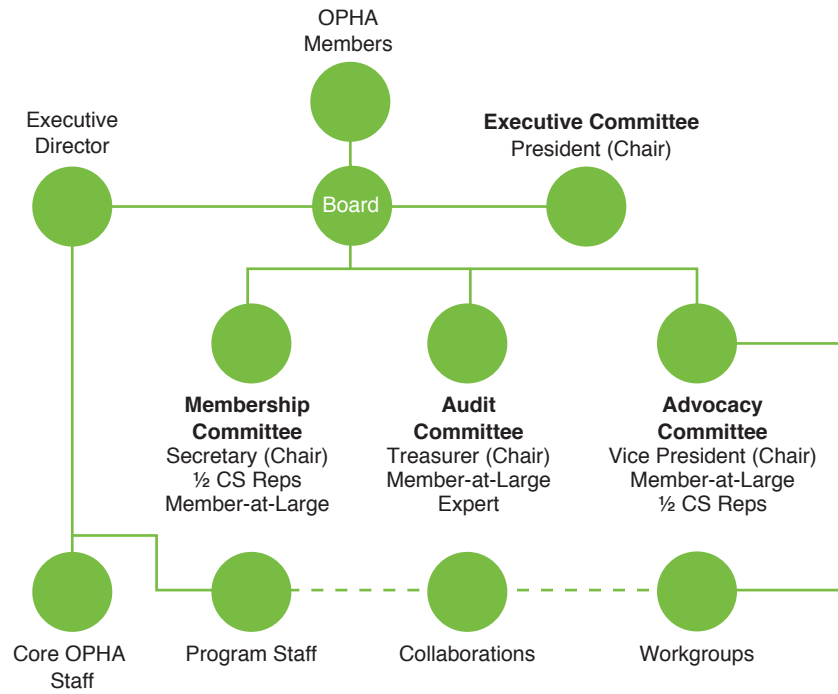 OPHA
Members
Executive
Director
Executive Committee
President (Chair)
Board
Membership
Committee
Secretary (Chair)
½ CS Reps
Member-at-Large
Audit
Committee
Treasurer (Chair)
Member-at-Large
Expert
Advocacy
Committee
Vice President (Chair)
Member-at-Large
½ CS Reps
Core OPHA
Staff
Program Staff
Collaborations
Workgroups